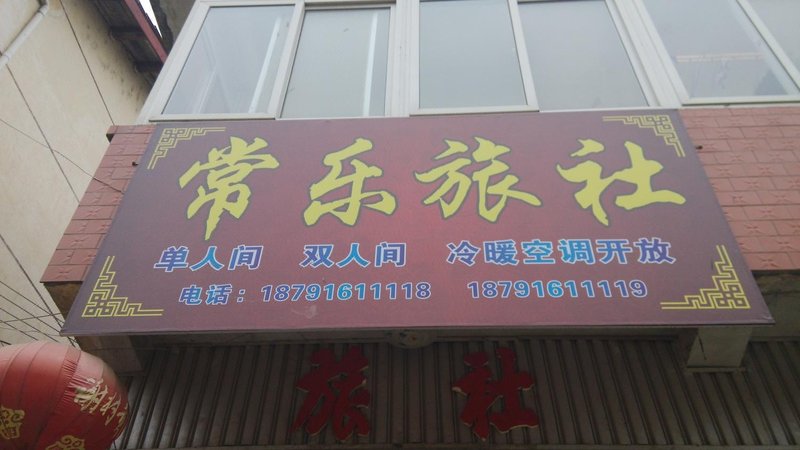 常乐旅社
单人间 双人间 冷暖空调开放
电话：18791611118 18791611119
旅社